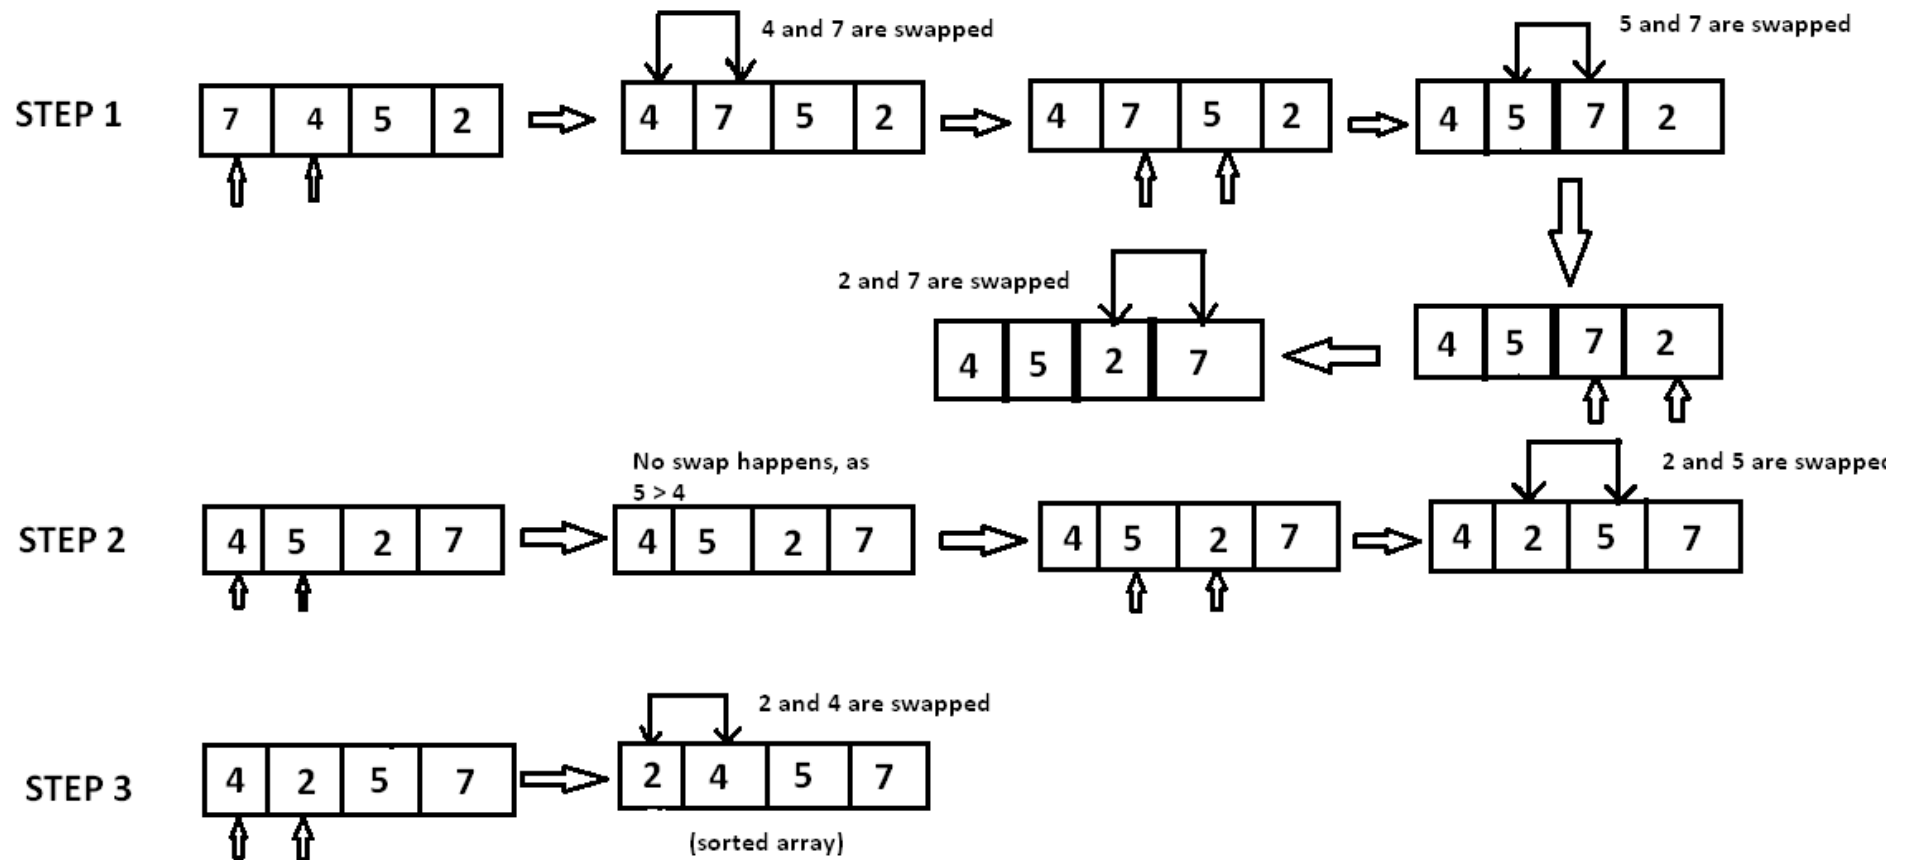 4 and 7 are swapped
5 and 7 are swapped
STEP 1
7 4 5 2
4 7 5 2
4 7 5 2
4 5 7 2
2 and 7 are swapped
4 5 2 7
4 5 7 2
No swap happens, as
5 > 4
2 and 5 are swapped
STEP 2
4 5 2 7
4 5 2 7
4 5 2 7
4 2 5 7
2 and 4 are swapped
STEP 3
4 2 5 7
2 4 5 7
(sorted array)